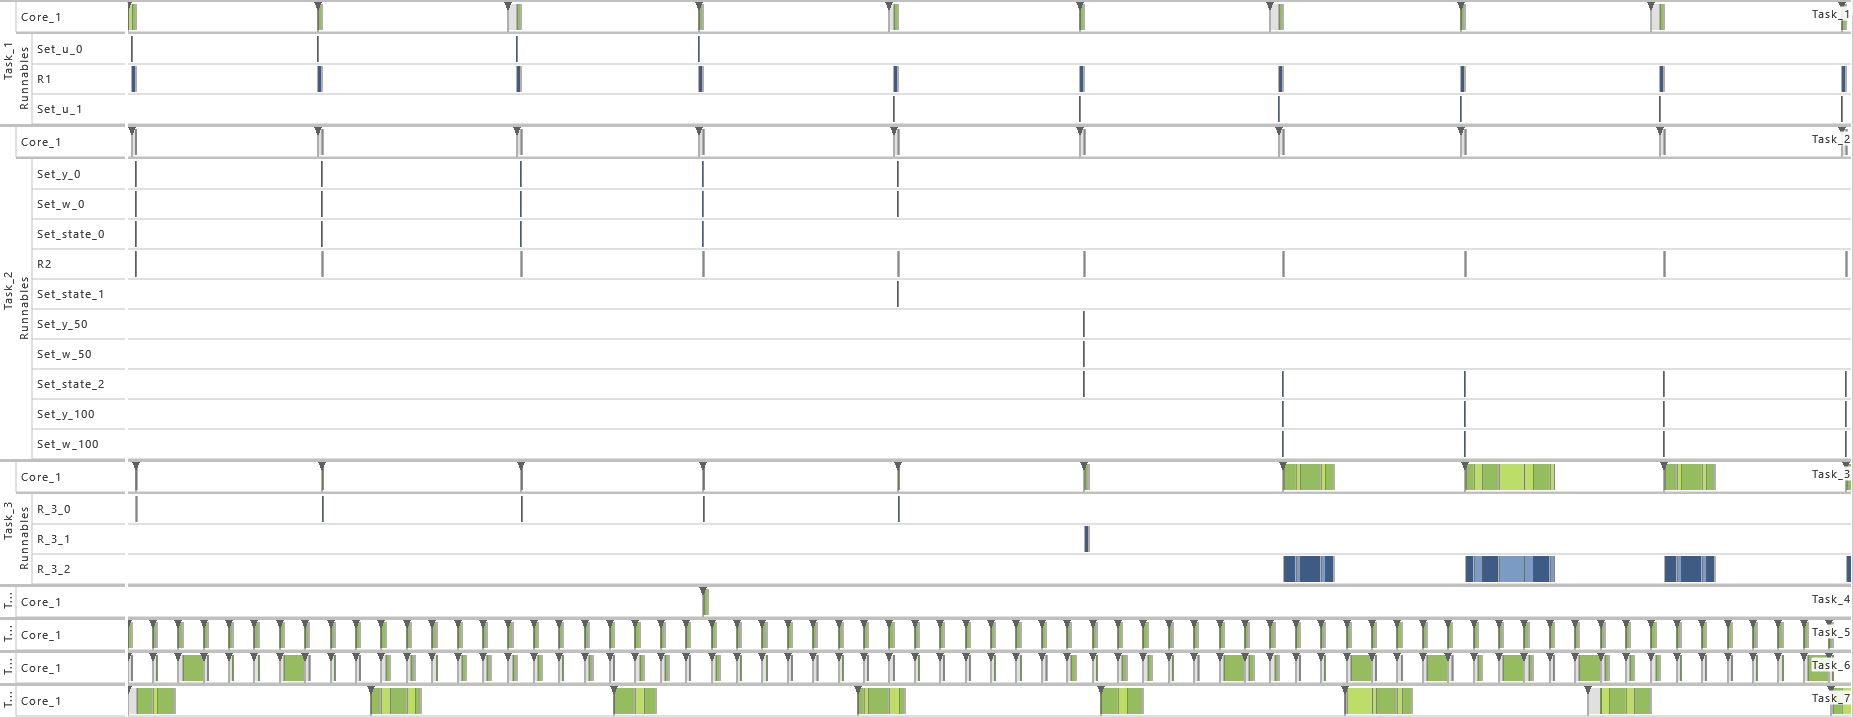 Core_1
Task_1
Task_1
Runnables
Set_u_0
R1
Set_u_1
Core_1
Task_2
Task_2
Runnables
Set_y_0
Set_w_0
Set_state_0
R2
Set_state_1
Set_y_50
Set_w_50
Set_state_2
Set_y_100
Set_w_100
Core_1
Task_3
Task_3
Runnables
R_3_0
R_3_1
R_3_2
T... Core_1 Task_4
T... Core_1 Task_5
T... Core_1 Task_6
T... Core_1 Task_7